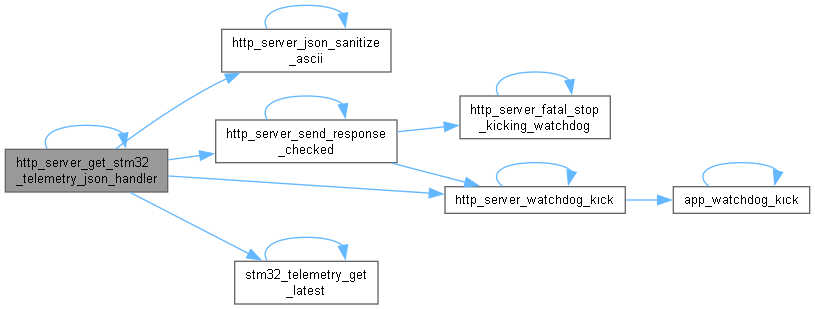 http_server_json_sanitize
_ascii
http_server_fatal_stop
_kicking_watchdog
http_server_send_response
_checked
http_server_get_stm32
_telemetry_json_handler
http_server_watchdog_kick
app_watchdog_kick
stm32_telemetry_get
_latest